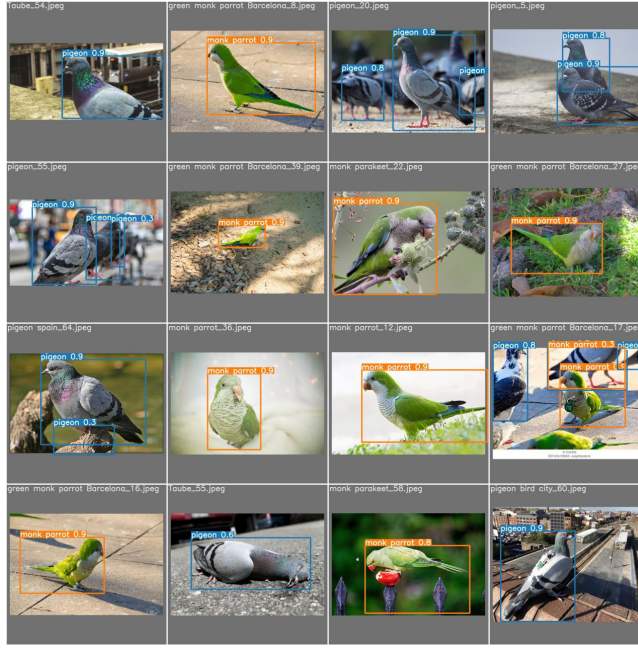 Taube_54.jpeg
pigeon 0.9
green monk parrot Barcelona_8.jpeg
monk parrot 0.9
pigeon_20.jpeg
pigeon 0.9
pigeon 0.8
pigeon
pigeon_5.jpeg
pigeon 0.8
pigeon 0.9
pigeon_55.jpeg
pigeon 0.9
pigeon 0.3
green monk parrot Barcelona_39.jpeg
monk parrot 0.9
monk parakeet_22.jpeg
monk parrot 0.9
green monk parrot Barcelona_27.jpeg
monk parrot 0.9
pigeon spain_64.jpeg
pigeon 0.9
pigeon 0.3
monk parrot_36.jpeg
monk parrot 0.9
monk parrot_12.jpeg
monk parrot 0.9
green monk parrot Barcelona_17.jpe
pigeon 0.8
monk parrot 0.3
pigeo
green monk parrot Barcelona_16.jpeg
monk parrot 0.9
Taube_55.jpeg
pigeon 0.6
monk parakeet_58.jpeg
monk parrot 0.8
pigeon bird city_60.jpeg
pigeon 0.9